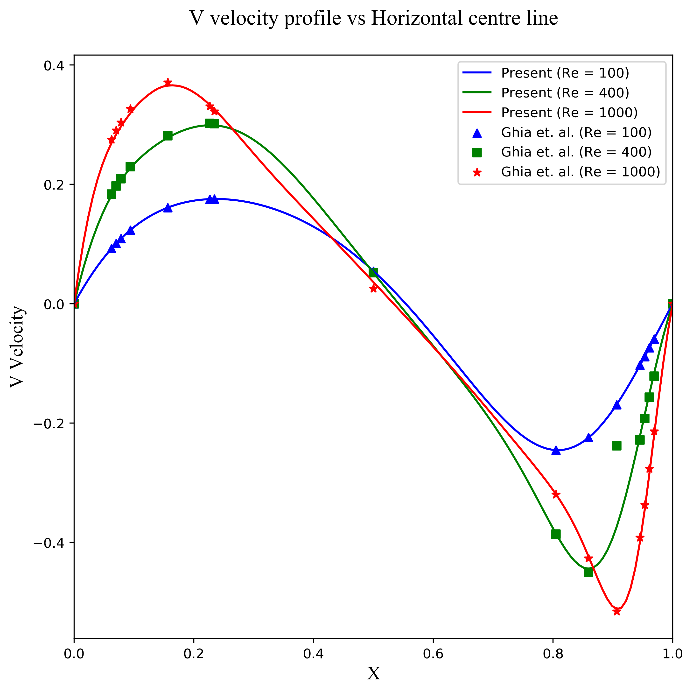 V velocity profile vs Horizontal centre line
Present (Re = 100)
Present (Re = 400)
Present (Re = 1000)
Ghia et. al. (Re = 100)
Ghia et. al. (Re = 400)
Ghia et. al. (Re = 1000)
0.4
0.2
0.0
−0.2
−0.4
V Velocity
0.0 0.2 0.4 0.6 0.8 1.0
X